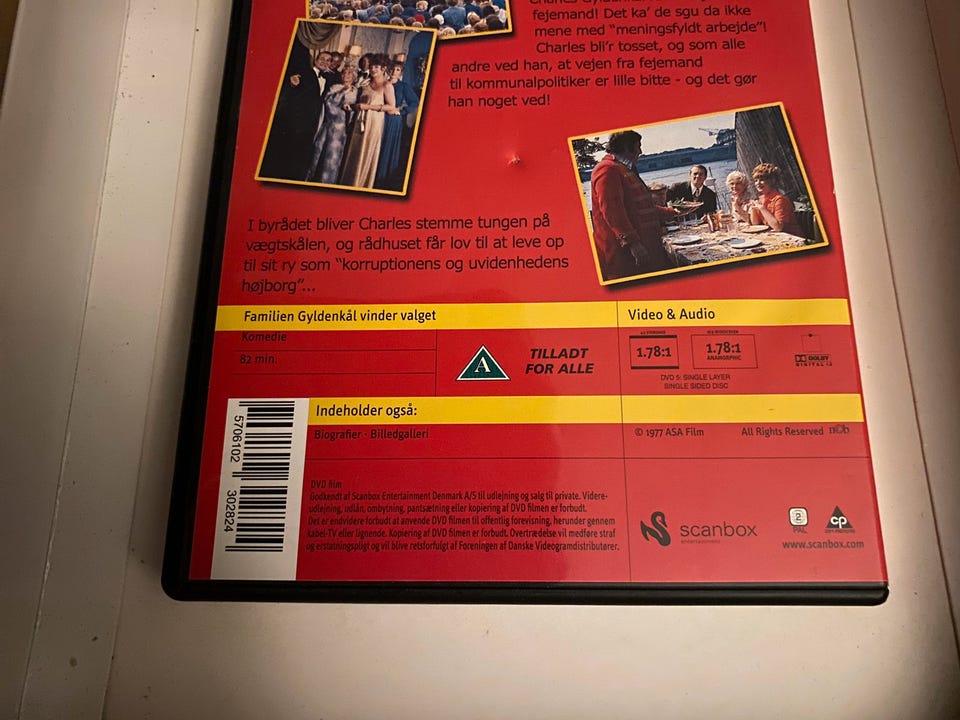 fejemand! Det ka' de sgu da ikke
mene med "meningsfyldt arbejde"!
Charles bli'r tosset, og som alle
andre ved han, at vejen fra fejemand
til kommunalpolitiker er lille bitte - og det gør
han noget ved!
I byrådet bliver Charles stemme tungen på
vægtskålen, og rådhuset får lov til at leve op
til sit ry som "korruptionens og uvidenhedens
højborg"...
Familien Gyldenkål vinder valget
Komedie
82 min.
A
TILLADT
FOR ALLE
Video & Audio
1.78:1
1.78:1
ANAMORPHIC
DOLBY
DIGITAL
DVD 5: SINGLE LAYER
SINGLE SIDED DISC
Indeholder også:
Biografier · Billedgalleri
© 1977 ASA Film
All Rights Reserved
ncb
5706102 302824
DVD film
Godkendt af Scanbox Entertainment Denmark A/S til udlejning og salg til private. Videre-
udlejning, udlån, ombytning, pantsætning eller kopiering af DVD filmen er forbudt.
Det er endvidere forbudt at anvende DVD filmen til offentlig forevisning, herunder gennem
kabel-TV eller lignende. Kopiering af DVD filmen er forbudt. Overtrædelse vil medføre straf
og erstatningspligt og vil blive retsforfulgt af Foreningen af Danske Videogramdistributører.
scanbox
entertainment
2
PAL
cp
www.scanbox.com